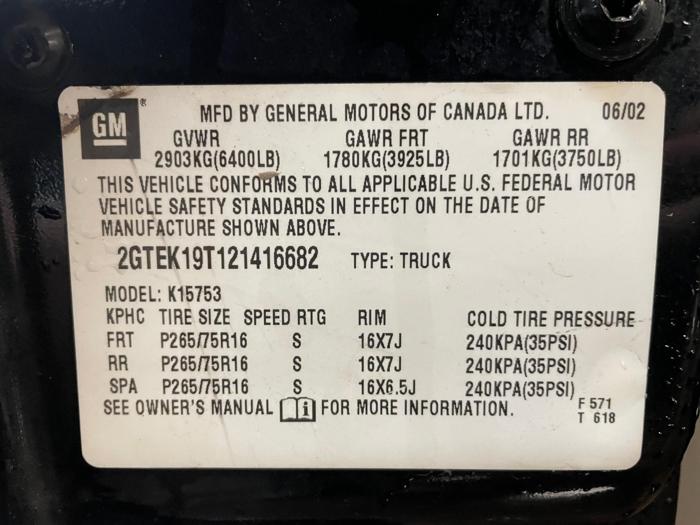 GM ®
MFD BY GENERAL MOTORS OF CANADA LTD. 06/02
GVWR GAWR FRT GAWR RR
2903KG(6400LB) 1780KG(3925LB) 1701KG(3750LB)
THIS VEHICLE CONFORMS TO ALL APPLICABLE U.S. FEDERAL MOTOR
VEHICLE SAFETY STANDARDS IN EFFECT ON THE DATE OF
MANUFACTURE SHOWN ABOVE.
2GTEK19T121416682 TYPE: TRUCK
MODEL: K15753
KPHC TIRE SIZE SPEED RTG RIM COLD TIRE PRESSURE
FRT P265/75R16 S 16X7J 240KPA(35PSI)
RR P265/75R16 S 16X7J 240KPA(35PSI)
SPA P265/75R16 S 16X6.5J 240KPA(35PSI)
SEE OWNER'S MANUAL i FOR MORE INFORMATION. F 571
T 618